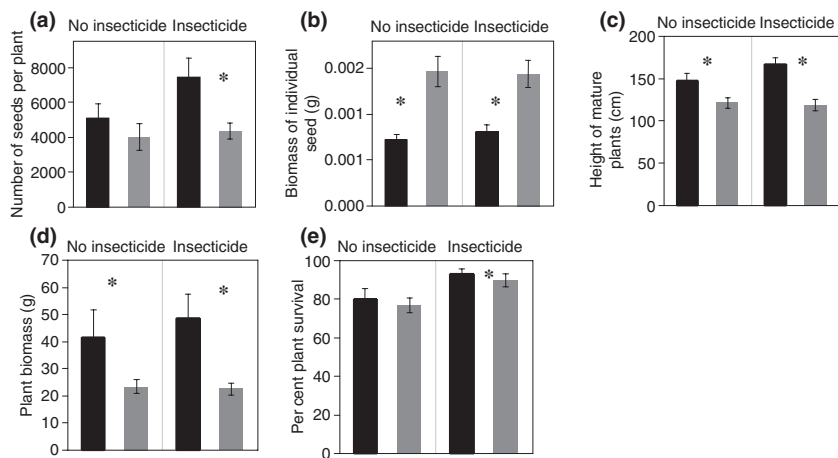 (a)
No insecticide Insecticide
Number of seeds per plant
8000
6000
4000
2000
0
*
(b)
No insecticide Insecticide
Biomass of individual
seed (g)
0.002
0.001
0.001
0.000
*
*
(c)
No insecticide Insecticide
Height of mature
plants (cm)
200
150
100
50
0
*
*
(d)
No insecticide Insecticide
Plant biomass (g)
70
60
50
40
30
20
10
0
*
*
(e)
No insecticide Insecticide
Per cent plant survival
100
80
60
40
20
0
*